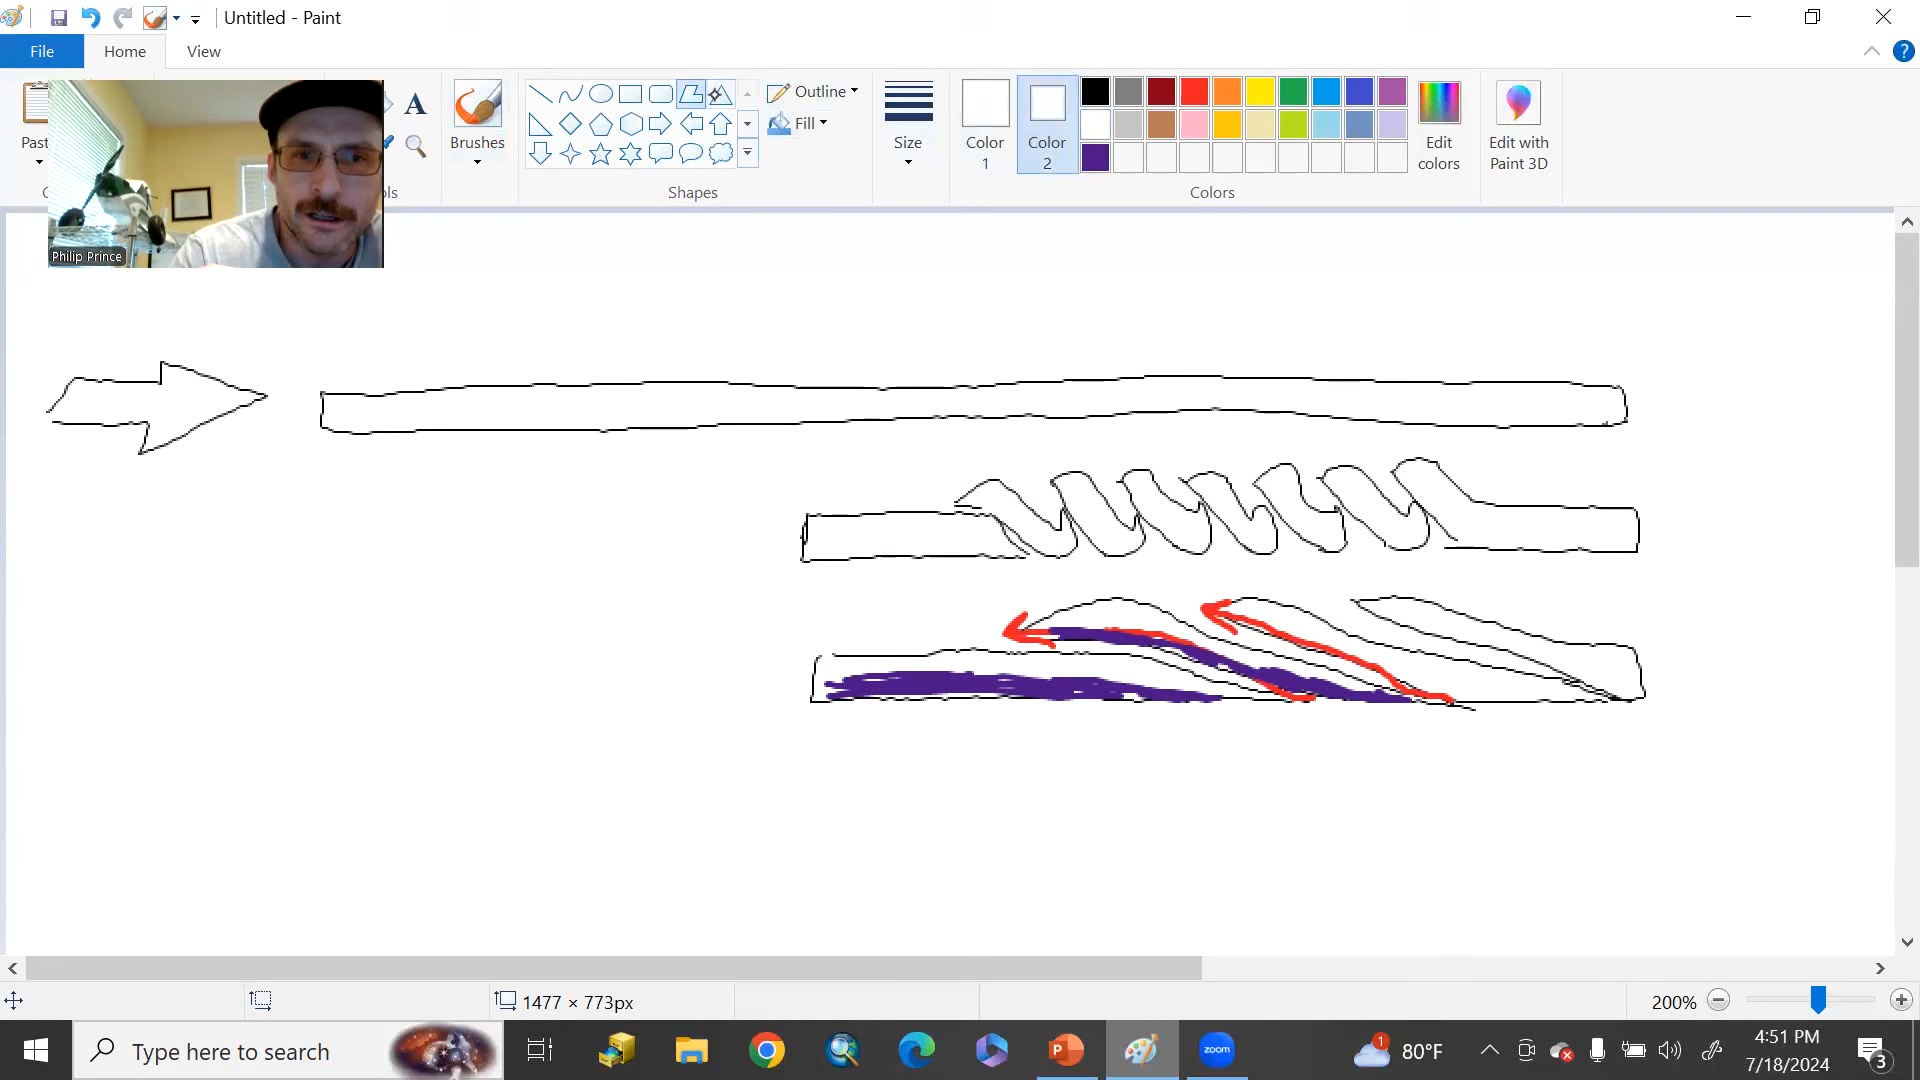 Untitled - Paint
File
Home
View
Past
Brushes
Shapes
Outline
Fill
Size
Color
1
Color
2
Colors
Edit
colors
Edit with
Paint 3D
A
Philip Prince
1477 × 773px
200%
Type here to search
zoom
1
80°F
4:51 PM
7/18/2024
3